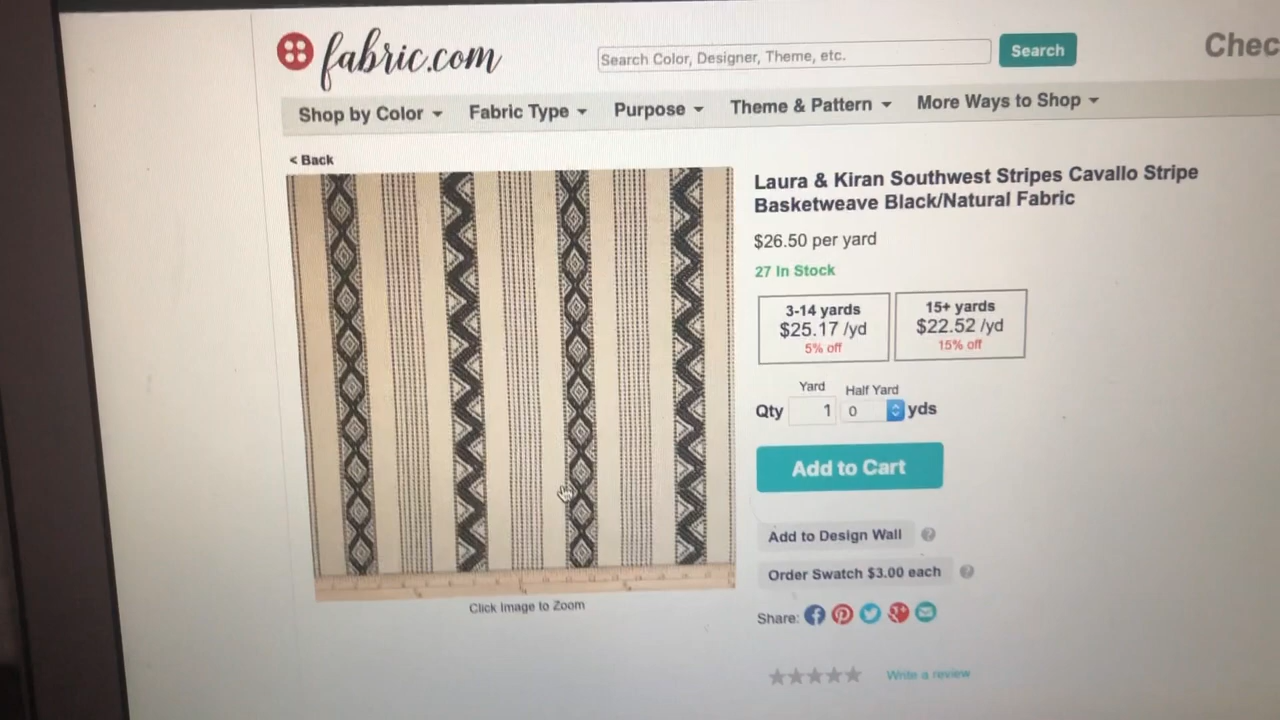 fabric.com
Search Color, Designer, Theme, etc.
Search
Chec
Shop by Color
Fabric Type
Purpose
Theme & Pattern
More Ways to Shop
< Back
Laura & Kiran Southwest Stripes Cavallo Stripe
Basketweave Black/Natural Fabric
$26.50 per yard
27 In Stock
3-14 yards
$25.17 /yd
5% off
15+ yards
$22.52 /yd
15% off
Yard
Half Yard
Qty 1 0 yds
Add to Cart
Add to Design Wall ?
Order Swatch $3.00 each ?
Click Image to Zoom
Share:
Write a review